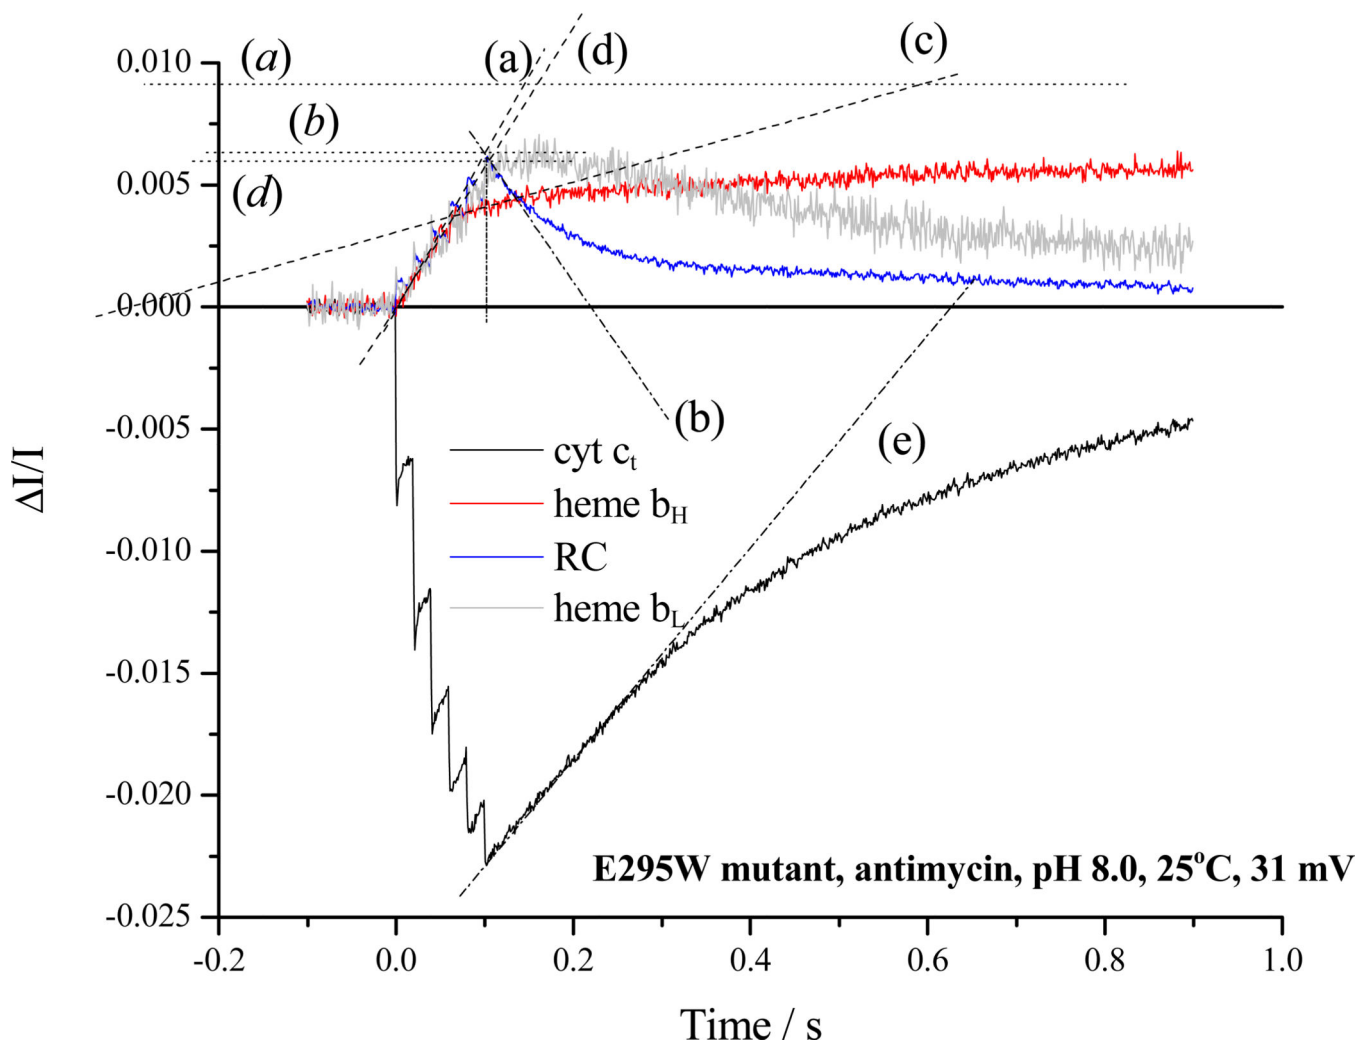 (a) (a) (d) (c)
0.010
(b)
0.005
(d)
0.000
-0.005
(b) (e)
cyt ct
heme bH
RC
heme bL
-0.010
-0.015
-0.020
E295W mutant, antimycin, pH 8.0, 25°C, 31 mV
-0.025
-0.2 0.0 0.2 0.4 0.6 0.8 1.0
ΔI/I
Time / s